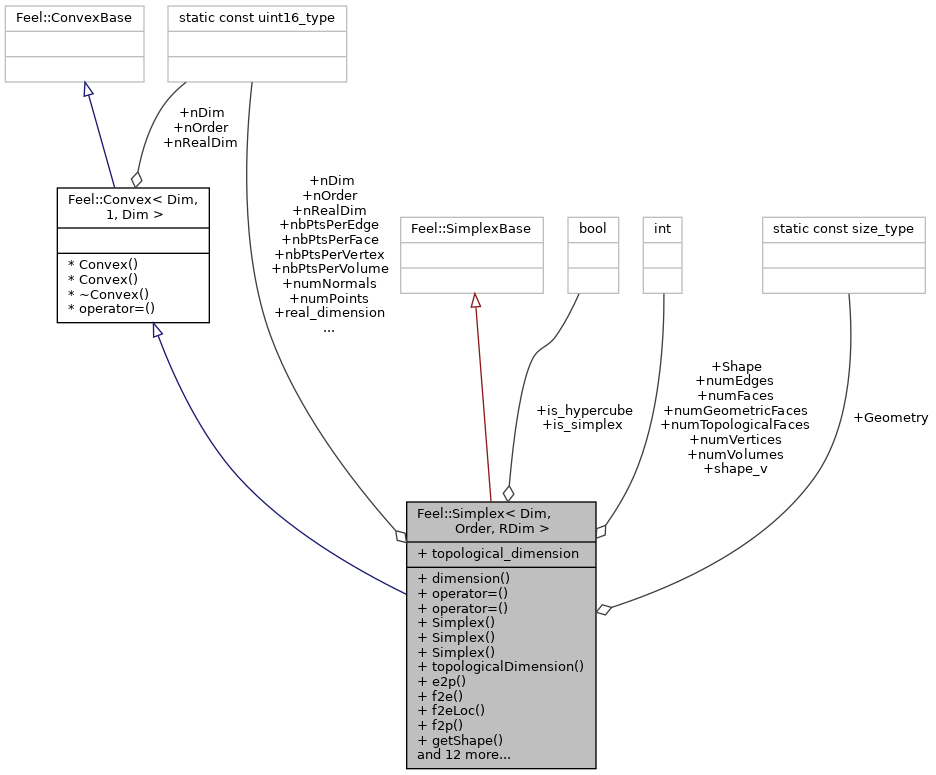 Feel::ConvexBase
static const uint16_type
+nDim
+nOrder
+nRealDim
Feel::Convex< Dim,
1, Dim >
* Convex()
* Convex()
* ~Convex()
* operator=()
+nDim
+nOrder
+nRealDim
+nbPtsPerEdge
+nbPtsPerFace
+nbPtsPerVertex
+nbPtsPerVolume
+numNormals
+numPoints
+real_dimension
...
Feel::SimplexBase
bool
int
static const size_type
+is_hypercube
+is_simplex
+Shape
+numEdges
+numFaces
+numGeometricFaces
+numTopologicalFaces
+numVertices
+numVolumes
+shape_v
+Geometry
Feel::Simplex< Dim,
Order, RDim >
+ topological_dimension
+ dimension()
+ operator=()
+ operator=()
+ Simplex()
+ Simplex()
+ Simplex()
+ topologicalDimension()
+ e2p()
+ f2e()
+ f2eLoc()
+ f2p()
+ getShape()
and 12 more...